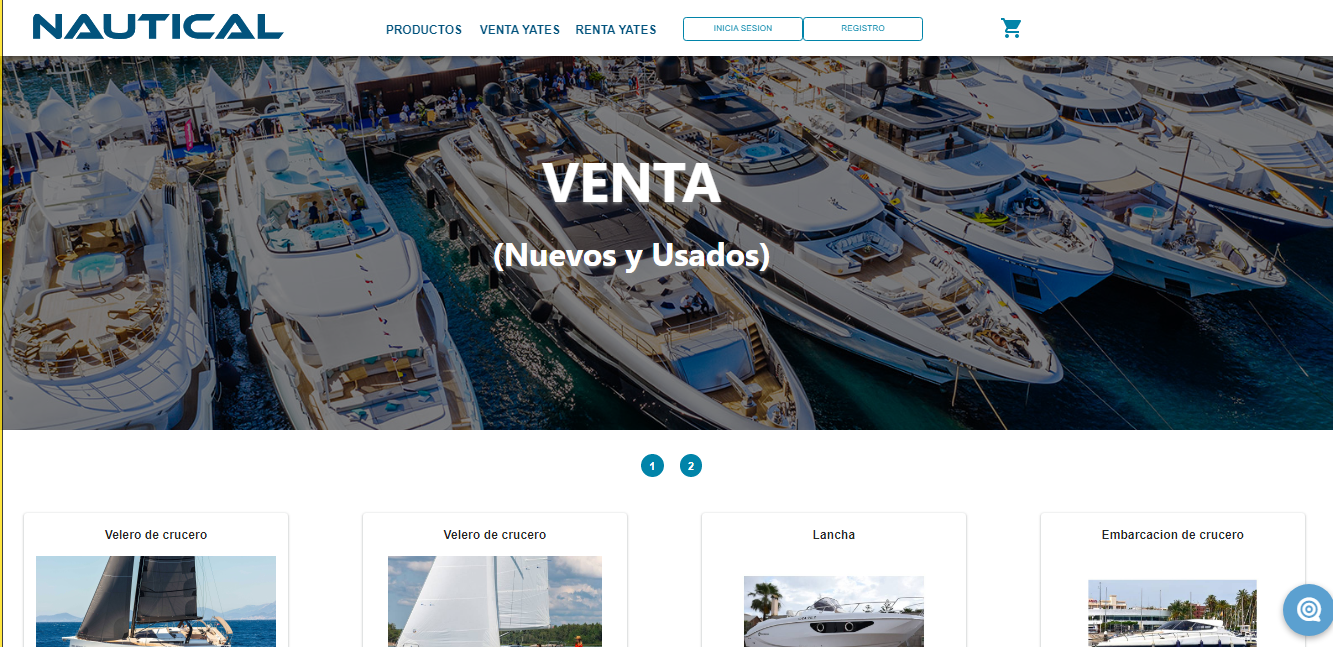 NAUTICAL
PRODUCTOS VENTA YATES RENTA YATES INICIA SESION REGISTRO
VENTA
(Nuevos y Usados)
1 2
Velero de crucero
Velero de crucero
Lancha
Embarcacion de crucero